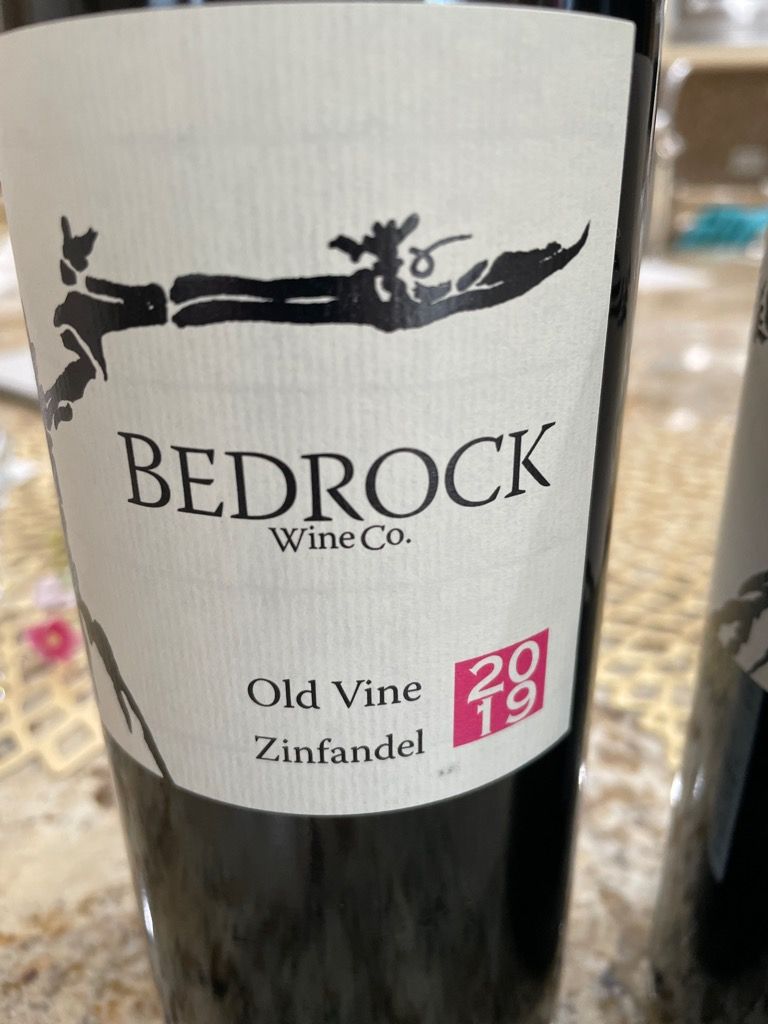 BEDROCK
Wine Co.
Old Vine
Zinfandel
20
19